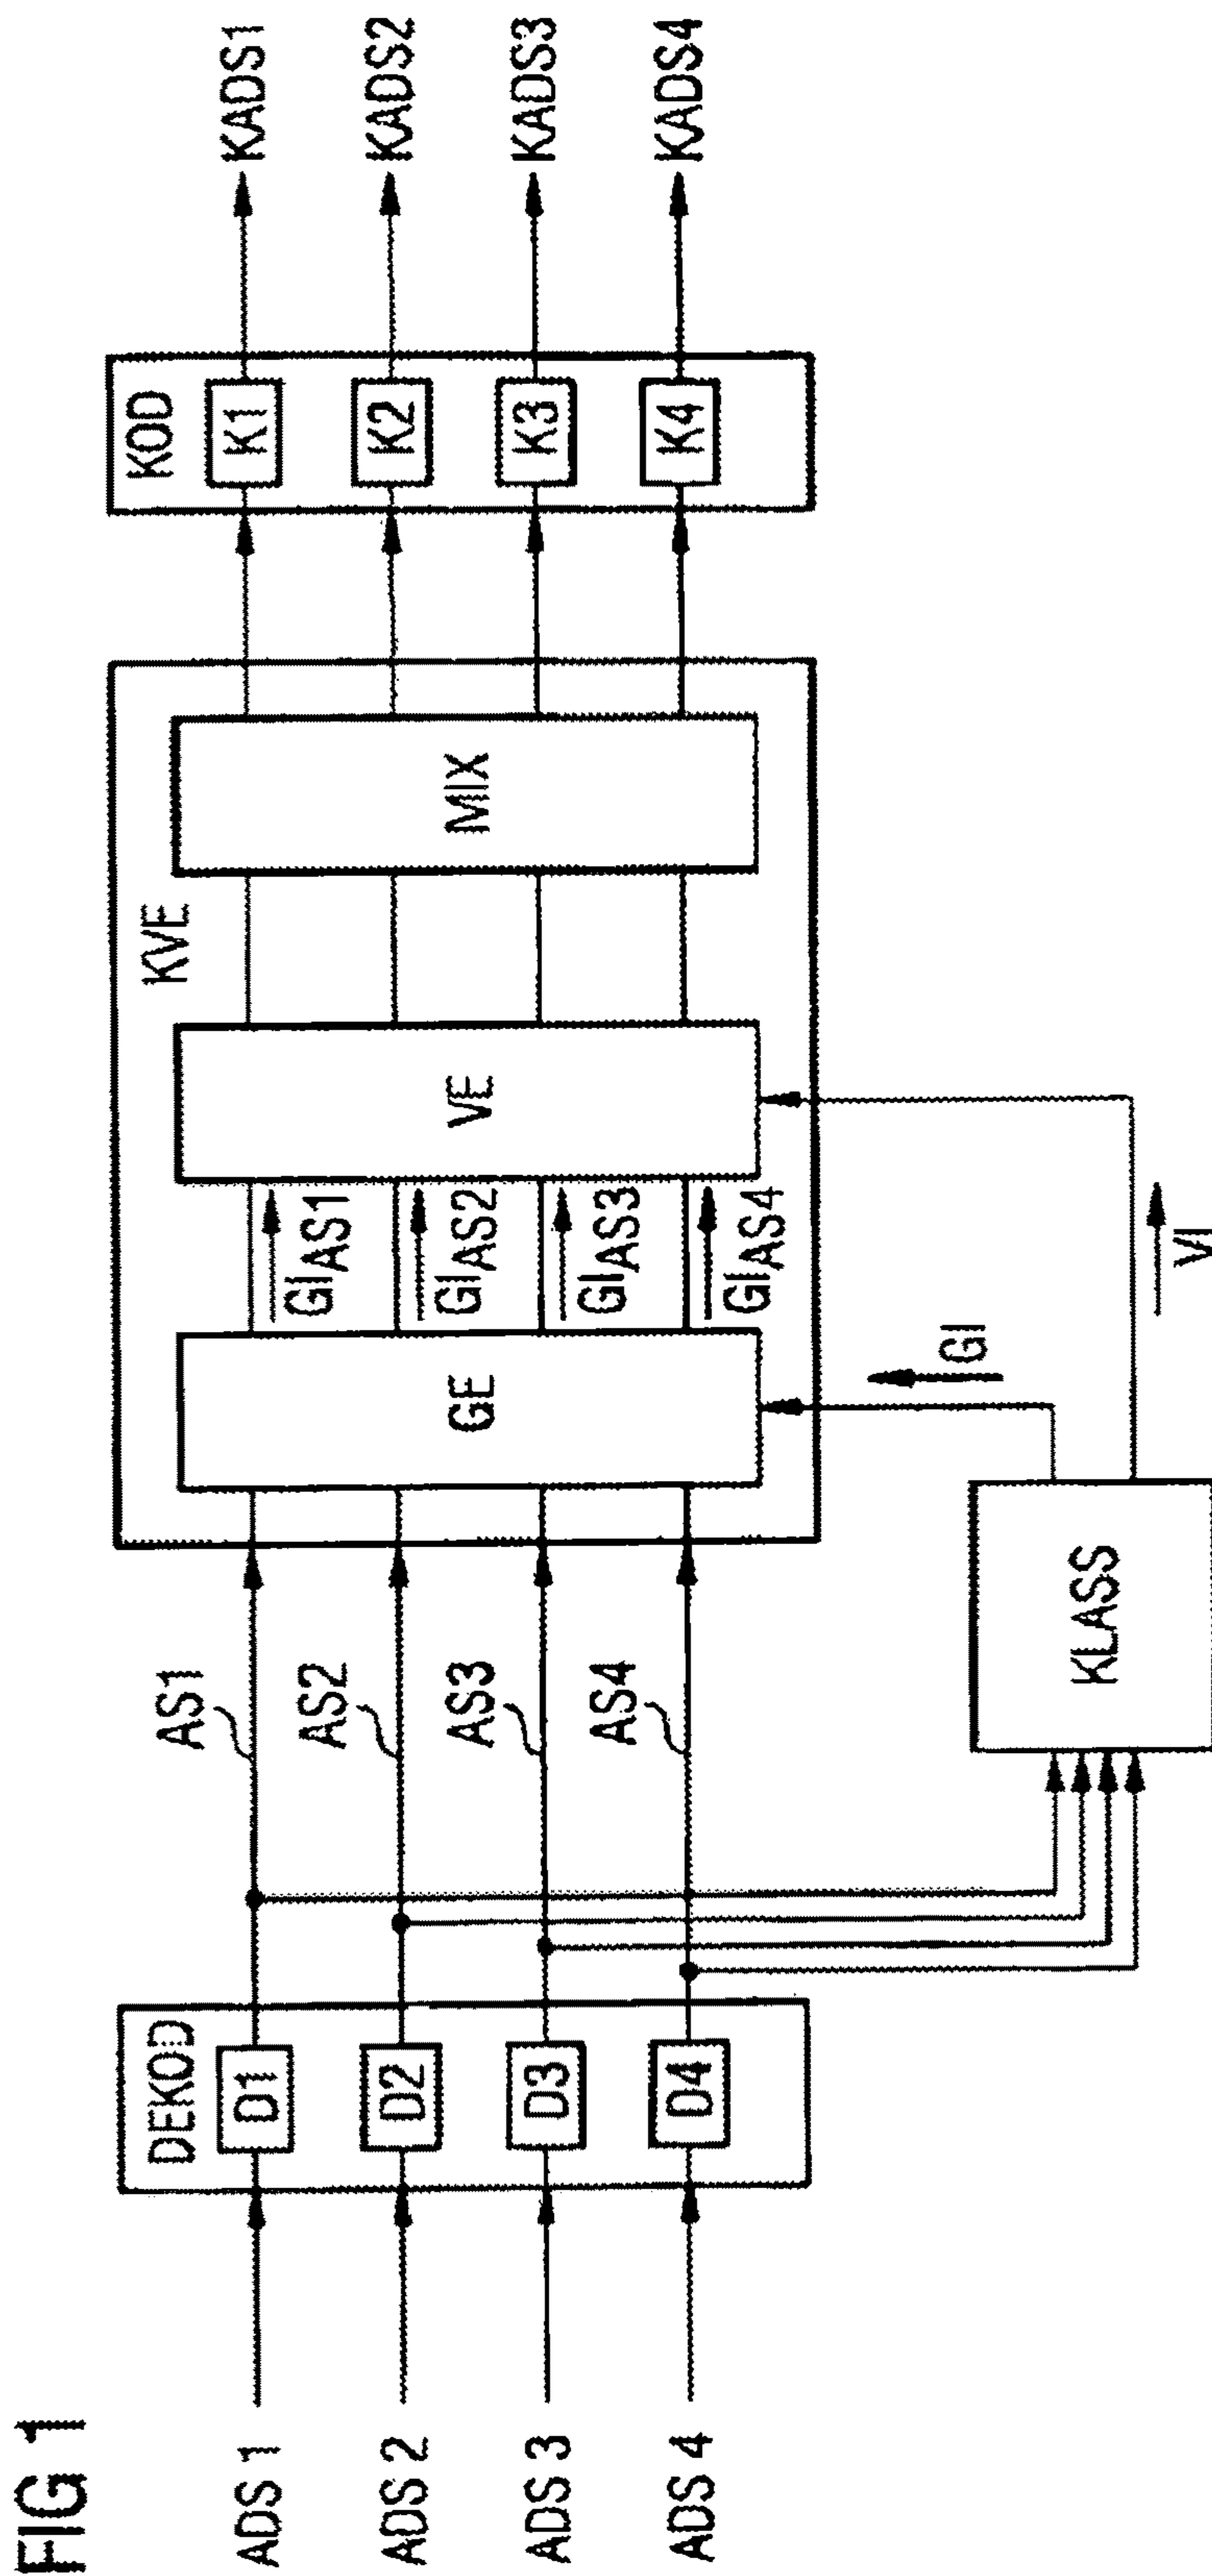 FIG 1
ADS 1
ADS 2
ADS 3
ADS 4
DEKOD
D1
D2
D3
D4
AS1
AS2
AS3
AS4
KLASS
GI
VI
KVE
GE
GIAS1
GIAS2
GIAS3
GIAS4
VE
MIX
KOD
K1
K2
K3
K4
KADS1
KADS2
KADS3
KADS4